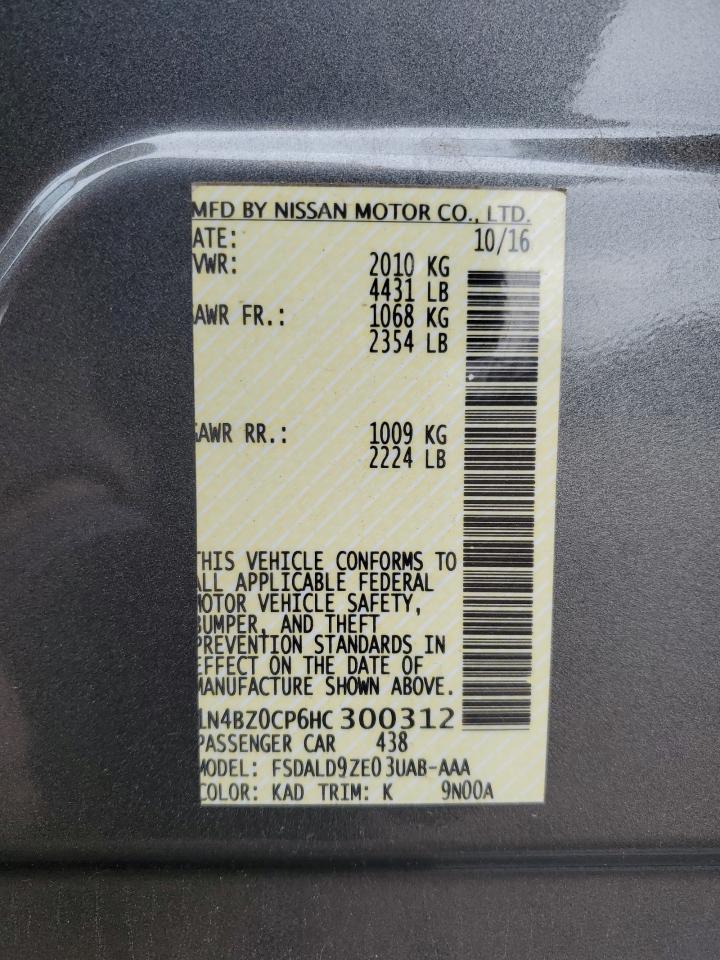 MFD BY NISSAN MOTOR CO., LTD.
ATE: 10/16
VWR: 2010 KG
4431 LB
AWR FR.: 1068 KG
2354 LB
GAWR RR.: 1009 KG
2224 LB
THIS VEHICLE CONFORMS TO
ALL APPLICABLE FEDERAL
MOTOR VEHICLE SAFETY,
BUMPER, AND THEFT
PREVENTION STANDARDS IN
EFFECT ON THE DATE OF
MANUFACTURE SHOWN ABOVE.
1N4BZ0CP6HC300312
PASSENGER CAR 438
MODEL: FSDALD9ZE03UAB-AAA
COLOR: KAD TRIM: K 9N00A